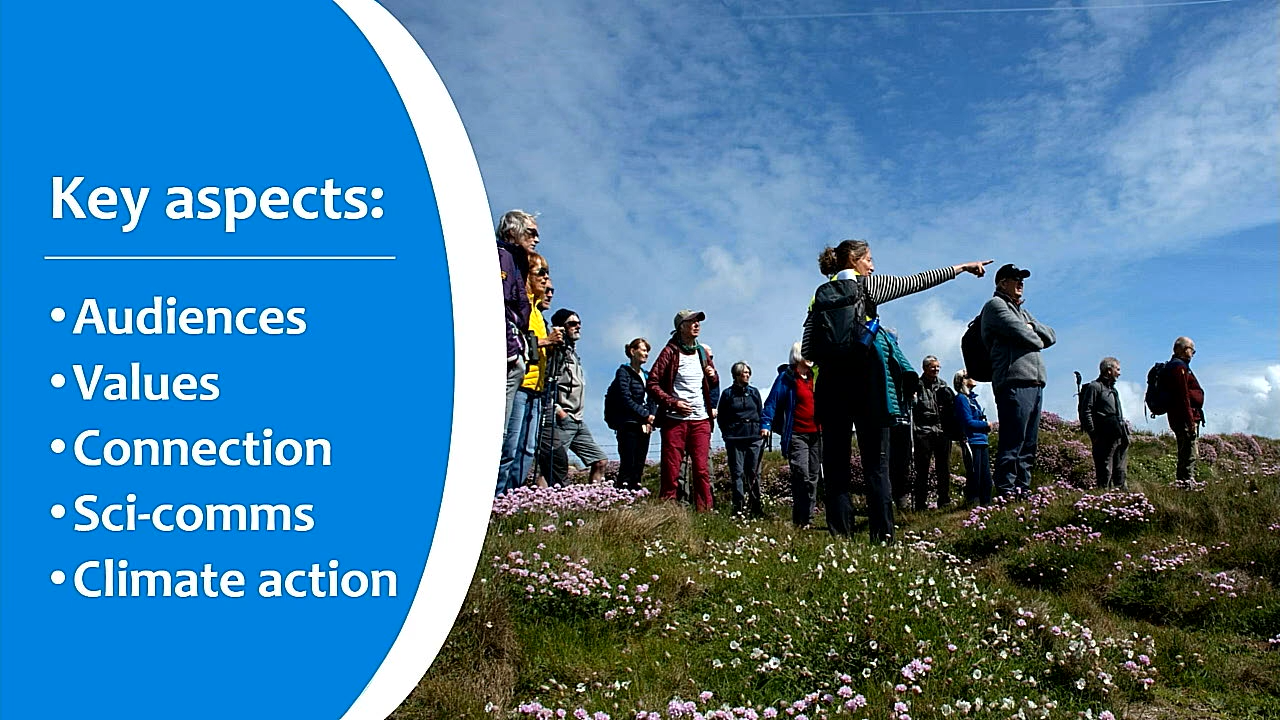 Key aspects:
•Audiences
•Values
•Connection
•Sci-comms
•Climate action